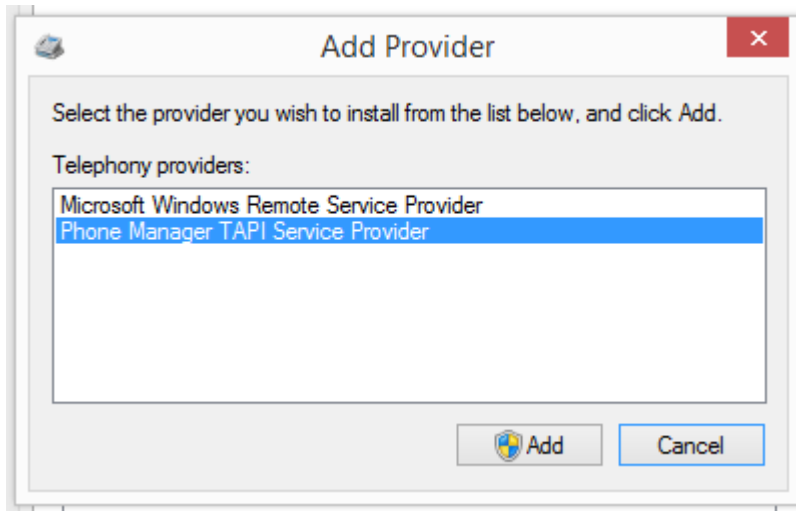 Add Provider
Select the provider you wish to install from the list below, and click Add.
Telephony providers:
Microsoft Windows Remote Service Provider
Phone Manager TAPI Service Provider
Add
Cancel